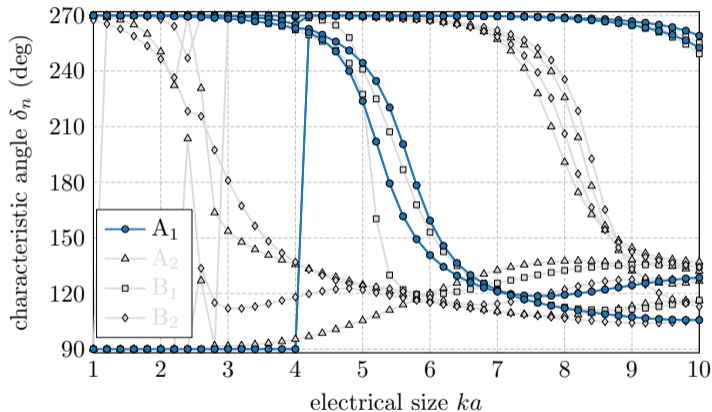 270
240
210
180
150
120
90
characteristic angle δₙ (deg)
A₁
A₂
B₁
B₂
1 2 3 4 5 6 7 8 9 10
electrical size ka